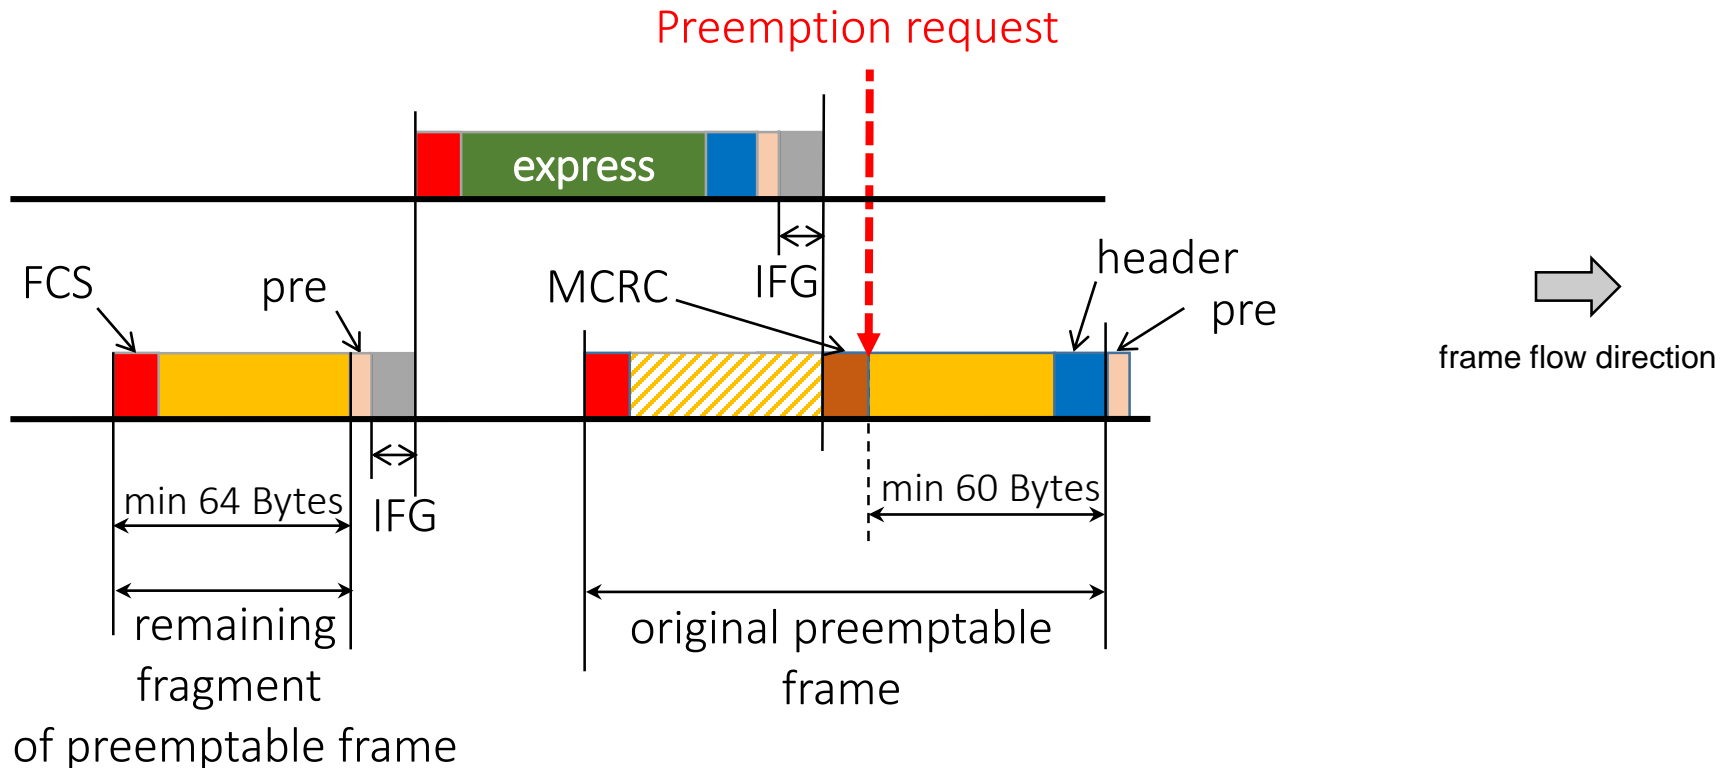 Preemption request
express
FCS
pre
MCRC
IFG
header
pre
frame flow direction
min 64 Bytes
IFG
min 60 Bytes
remaining
fragment
of preemptable frame
original preemptable
frame